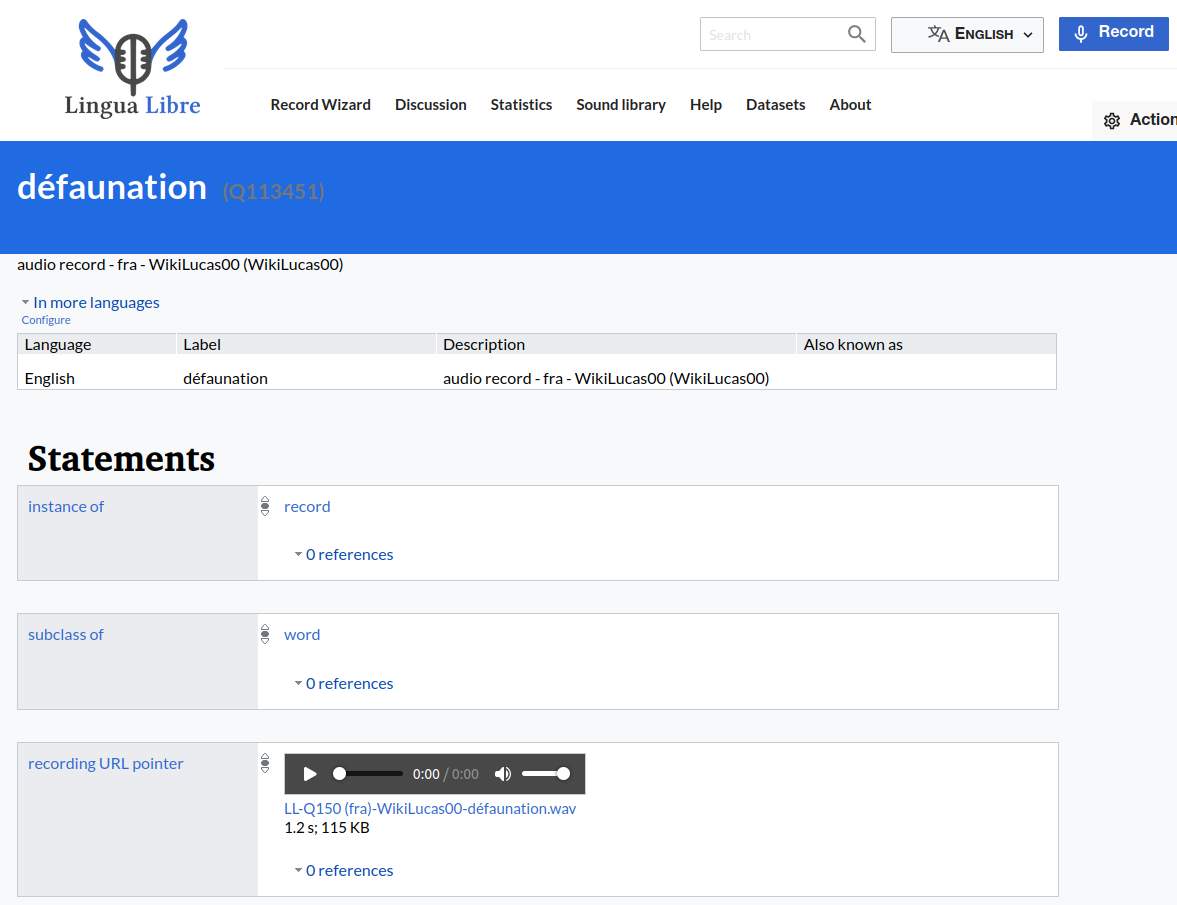 Search
ENGLISH
Record
Lingua Libre
Record Wizard Discussion Statistics Sound library Help Datasets About
Action
défaunation (Q113451)
audio record - fra - WikiLucas00 (WikiLucas00)
In more languages
Configure
Language Label Description Also known as
English défaunation audio record - fra - WikiLucas00 (WikiLucas00)
Statements
instance of record
0 references
subclass of word
0 references
recording URL pointer
0:00 / 0:00
LL-Q150 (fra)-WikiLucas00-défaunation.wav
1.2 s; 115 KB
0 references